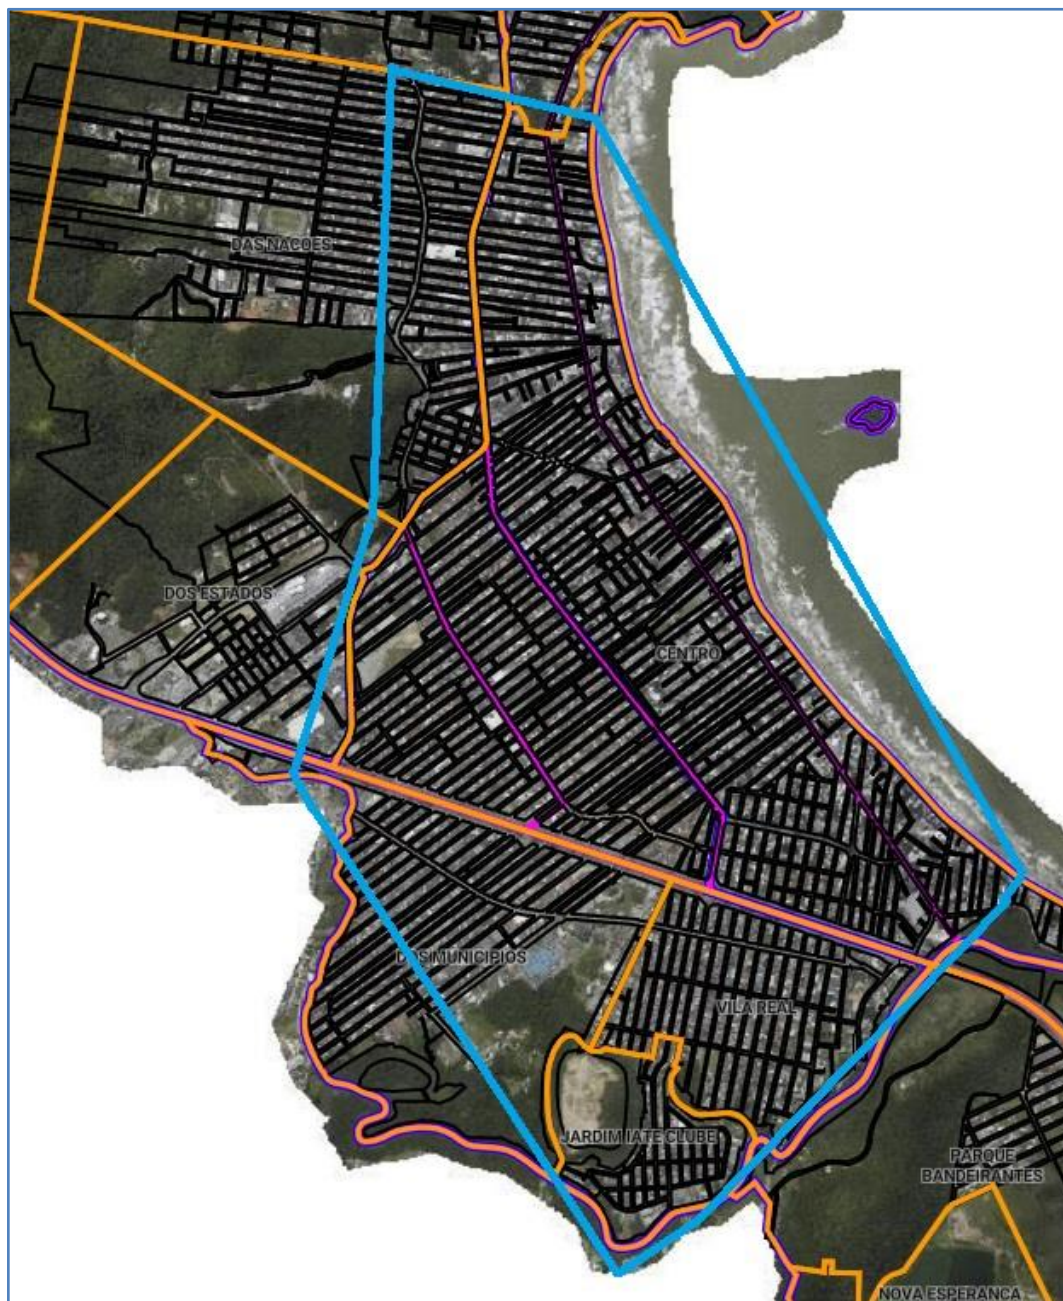 DAS NACOES
DOS ESTADOS
CENTRO
DOS MUNICIPIOS
VILA REAL
JARDIM IATE CLUBE
PARQUE
BANDEIRANTES
NOVA ESPERANCA